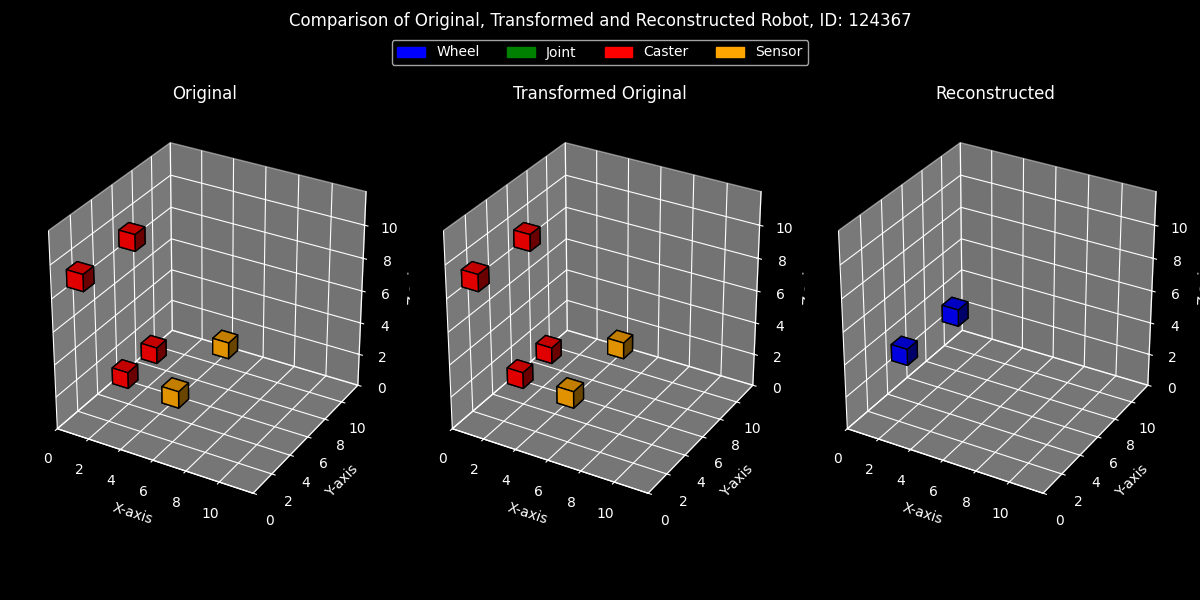 Comparison of Original, Transformed and Reconstructed Robot, ID: 124367
Wheel Joint Caster Sensor
Original Transformed Original Reconstructed
10 10 10
8 8 8
6 6 6
4 4 4
2 2 2
0 0 0
0 2 4 6 8 10 0 2 4 6 8 10 0 2 4 6 8 10
0 2 4 6 8 10 0 2 4 6 8 10 0 2 4 6 8 10
X-axis Y-axis X-axis Y-axis X-axis Y-axis